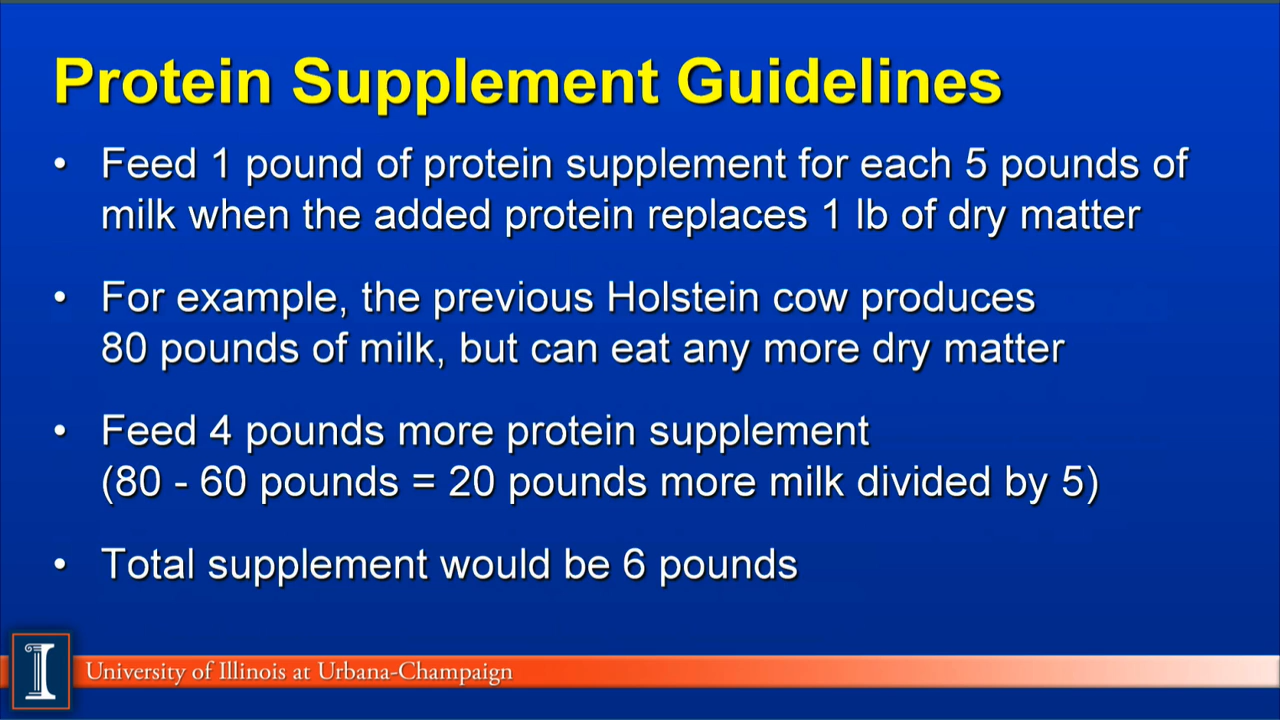 Protein Supplement Guidelines
• Feed 1 pound of protein supplement for each 5 pounds of
milk when the added protein replaces 1 lb of dry matter
• For example, the previous Holstein cow produces
80 pounds of milk, but can eat any more dry matter
• Feed 4 pounds more protein supplement
(80 - 60 pounds = 20 pounds more milk divided by 5)
• Total supplement would be 6 pounds
I
University of Illinois at Urbana-Champaign